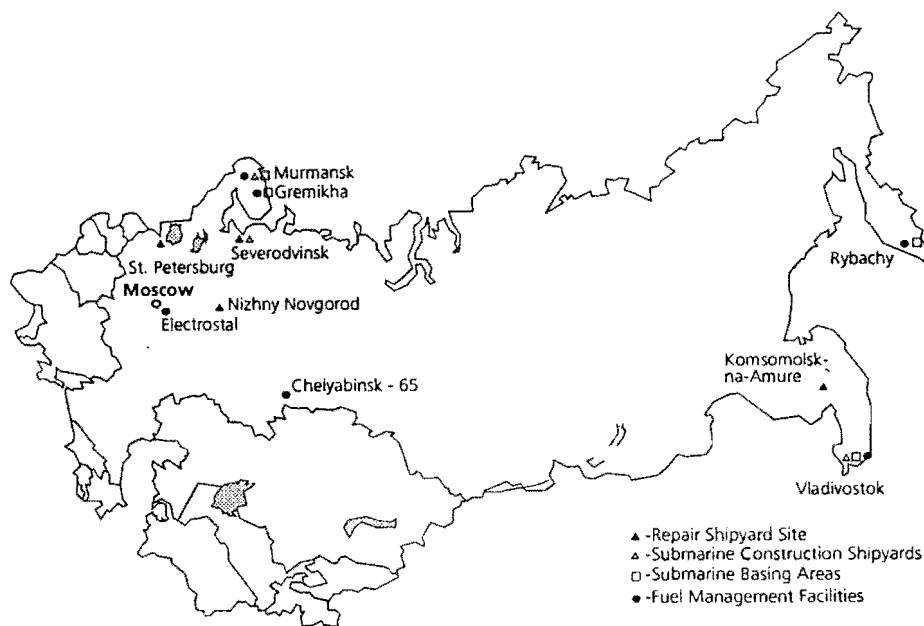 Murmansk
Gremikha
Severodvinsk
St. Petersburg
Moscow
Nizhny Novgorod
Electrostal
Rybachy
Komsomolsk-
na-Amure
Chelyabinsk - 65
Vladivostok
▲ -Repair Shipyard Site
△ -Submarine Construction Shipyards
□ -Submarine Basing Areas
● -Fuel Management Facilities